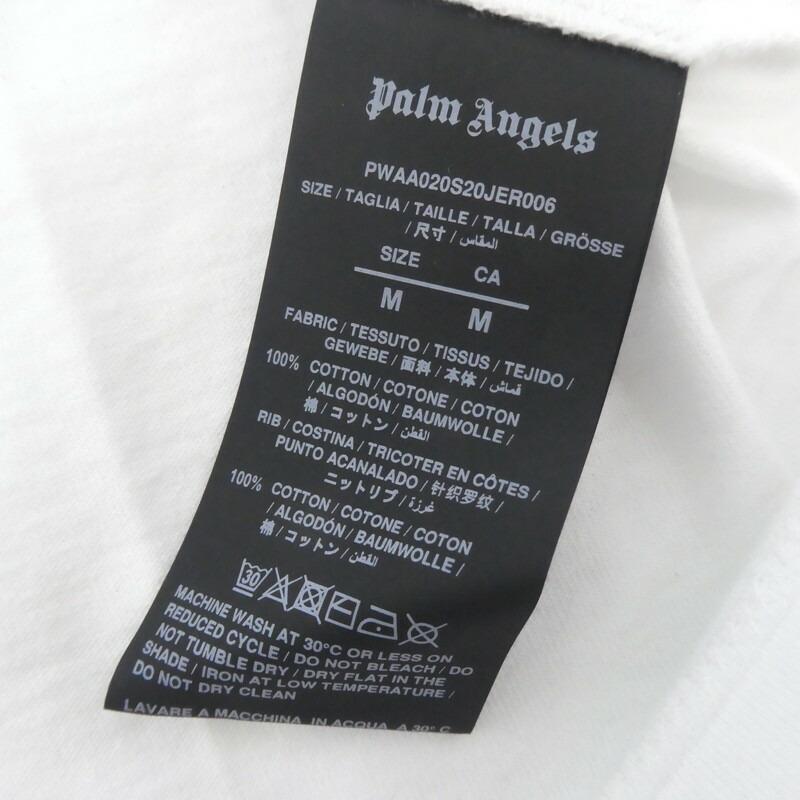 Palm Angels
PWAA020S20JER006
SIZE / TAGLIA / TAILLE / TALLA / GRÖSSE
/ 尺寸 / المقاس
SIZE CA
M M
FABRIC / TESSUTO / TISSUS / TEJIDO /
GEWEBE / 面料 / 本体 / قماش
100% COTTON / COTONE / COTON
/ ALGODÓN / BAUMWOLLE /
棉 / コットン / القطن
RIB / COSTINA / TRICOTER EN CÔTES /
PUNTO ACANALADO / 针织罗纹 /
ニットリブ / غرزة
100% COTTON / COTONE / COTON
/ ALGODÓN / BAUMWOLLE /
棉 / コットン / القطن
30
MACHINE WASH AT 30°C OR LESS ON
REDUCED CYCLE / DO NOT BLEACH / DO
NOT TUMBLE DRY / DRY FLAT IN THE
SHADE / IRON AT LOW TEMPERATURE /
DO NOT DRY CLEAN
LAVARE A MACCHINA IN ACQUA A 30° C